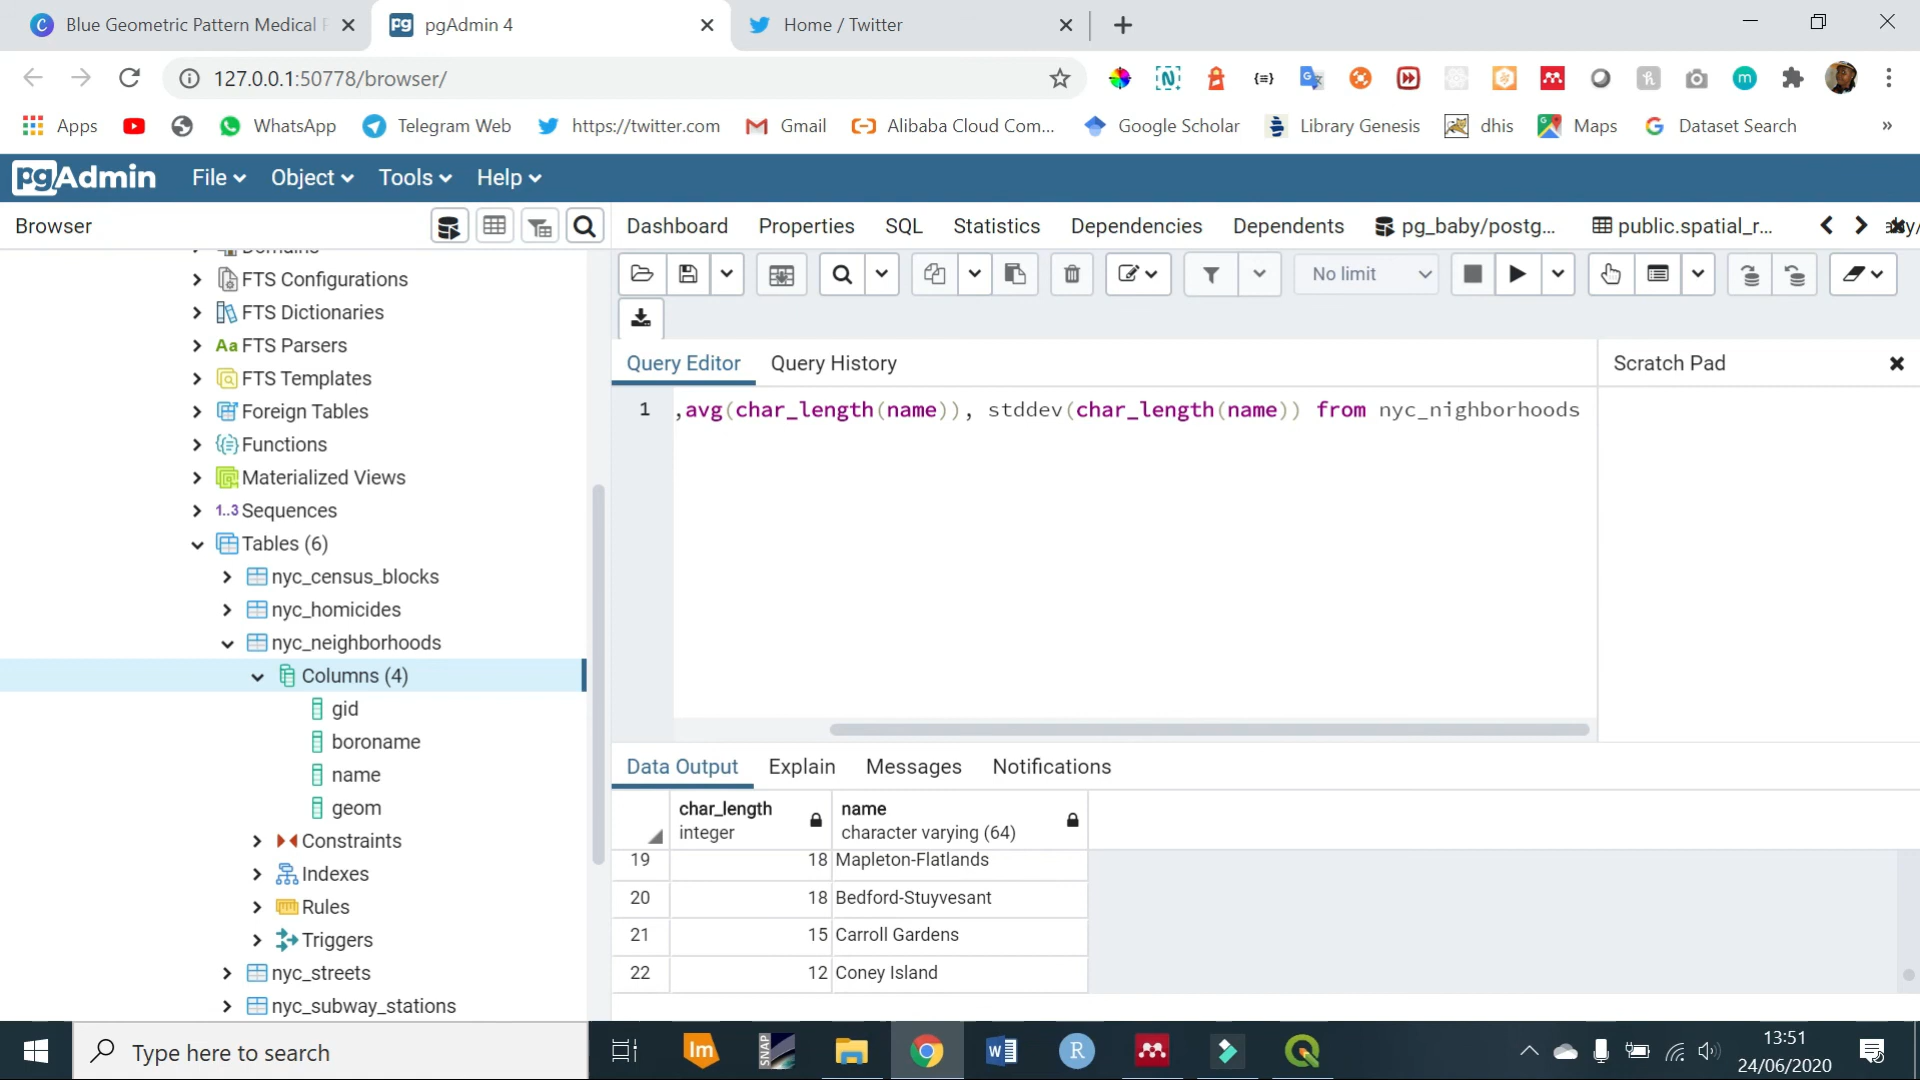 Blue Geometric Pattern Medical
pgAdmin 4
Home / Twitter
127.0.0.1:50778/browser/
Apps
WhatsApp
Telegram Web
https://twitter.com
Gmail
Alibaba Cloud Com...
Google Scholar
Library Genesis
dhis
Maps
Dataset Search
»
pgAdmin
File
Object
Tools
Help
Browser
Dashboard
Properties
SQL
Statistics
Dependencies
Dependents
pg_baby/postg...
public.spatial_r...
FTS Configurations
FTS Dictionaries
Aa FTS Parsers
FTS Templates
Foreign Tables
Functions
Materialized Views
1..3 Sequences
Tables (6)
nyc_census_blocks
nyc_homicides
nyc_neighborhoods
Columns (4)
gid
boroname
name
geom
Constraints
Indexes
Rules
Triggers
nyc_streets
nyc_subway_stations
No limit
Query Editor
Query History
Scratch Pad
1 ,avg(char_length(name)), stddev(char_length(name)) from nyc_nighborhoods
Data Output
Explain
Messages
Notifications
char_length
integer
name
character varying (64)
19 18 Mapleton-Flatlands
20 18 Bedford-Stuyvesant
21 15 Carroll Gardens
22 12 Coney Island
Type here to search
Im
SNAP
R
13:51
24/06/2020